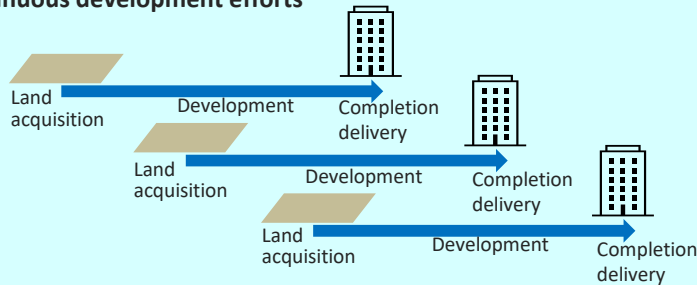 development efforts
Land
acquisition
Development
Completion
delivery
Land
acquisition
Development
Completion
delivery
Land
acquisition
Development
Completion
delivery